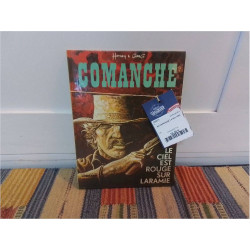 Hermann & Greg
COMANCHE
LE
CIEL
EST
ROUGE
SUR
LARAMIE